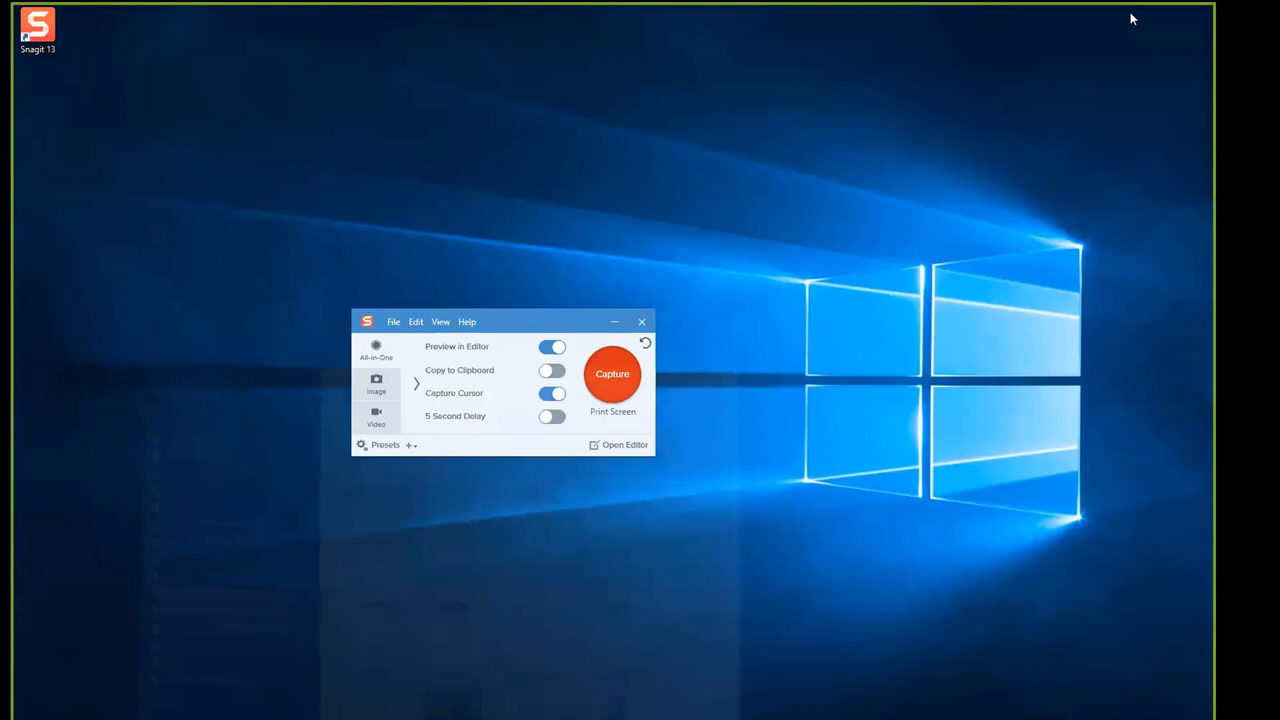 Snagit 13
File Edit View Help
All-in-One
Image
Video
Preview in Editor
Copy to Clipboard
Capture Cursor
5 Second Delay
Capture
Print Screen
Presets
Open Editor